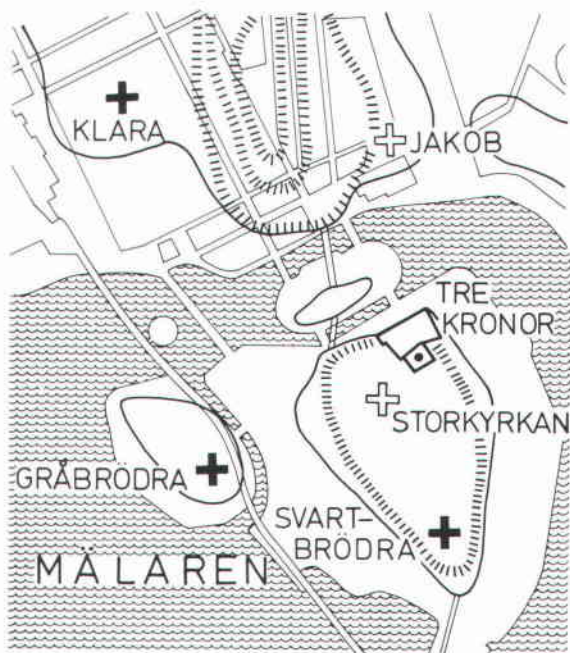 KLARA
JAKOB
TRE
KRONOR
STORKYRKAN
GRÅBRÖDRA
SVART-
BRÖDRA
MÄLAREN